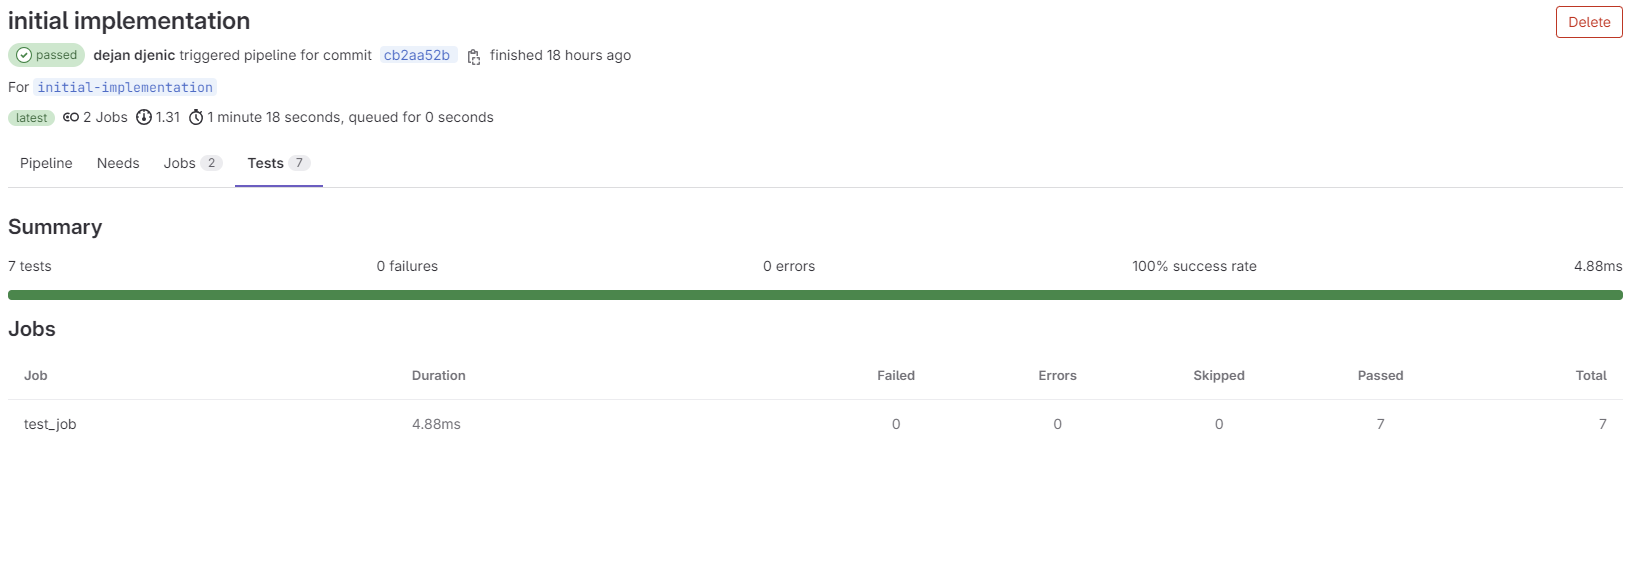 initial implementation
Delete
passed dejan djenic triggered pipeline for commit cb2aa52b finished 18 hours ago
For initial-implementation
latest 2 Jobs 1.31 1 minute 18 seconds, queued for 0 seconds
Pipeline Needs Jobs 2 Tests 7
Summary
7 tests 0 failures 0 errors 100% success rate 4.88ms
Jobs
Job Duration Failed Errors Skipped Passed Total
test_job 4.88ms 0 0 0 7 7